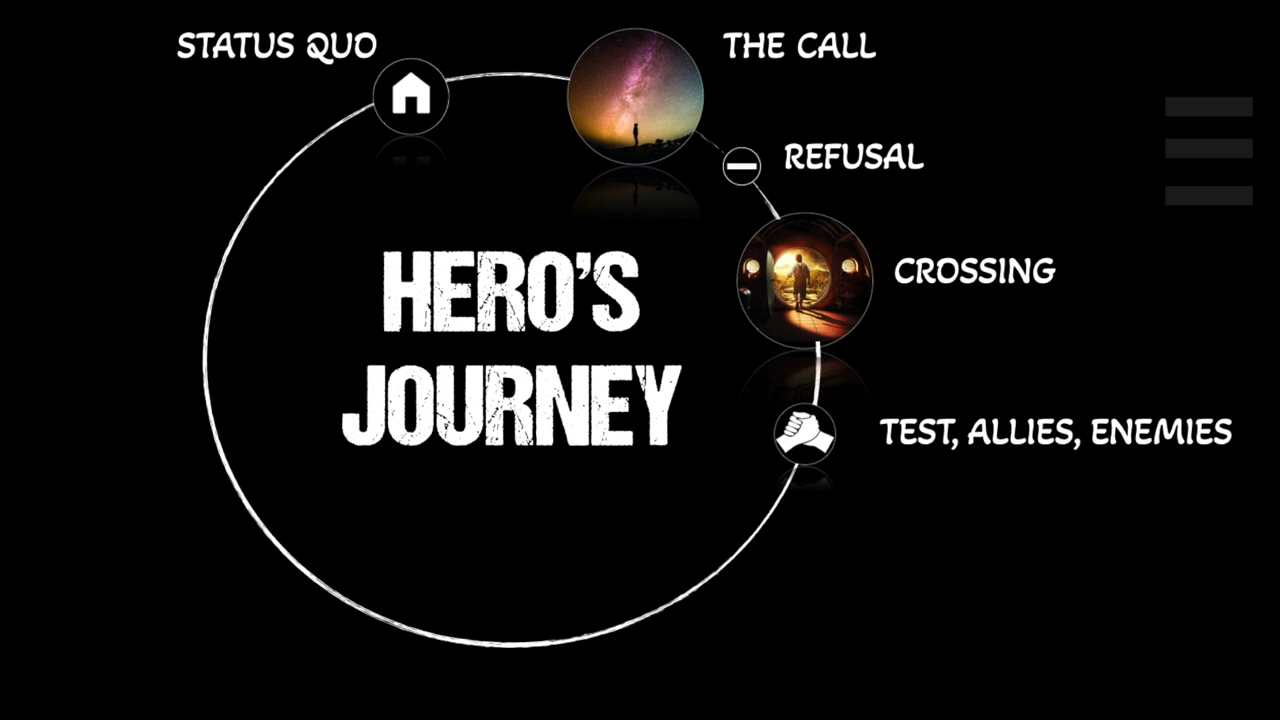 STATUS QUO
THE CALL
REFUSAL
CROSSING
HERO'S
JOURNEY
TEST, ALLIES, ENEMIES